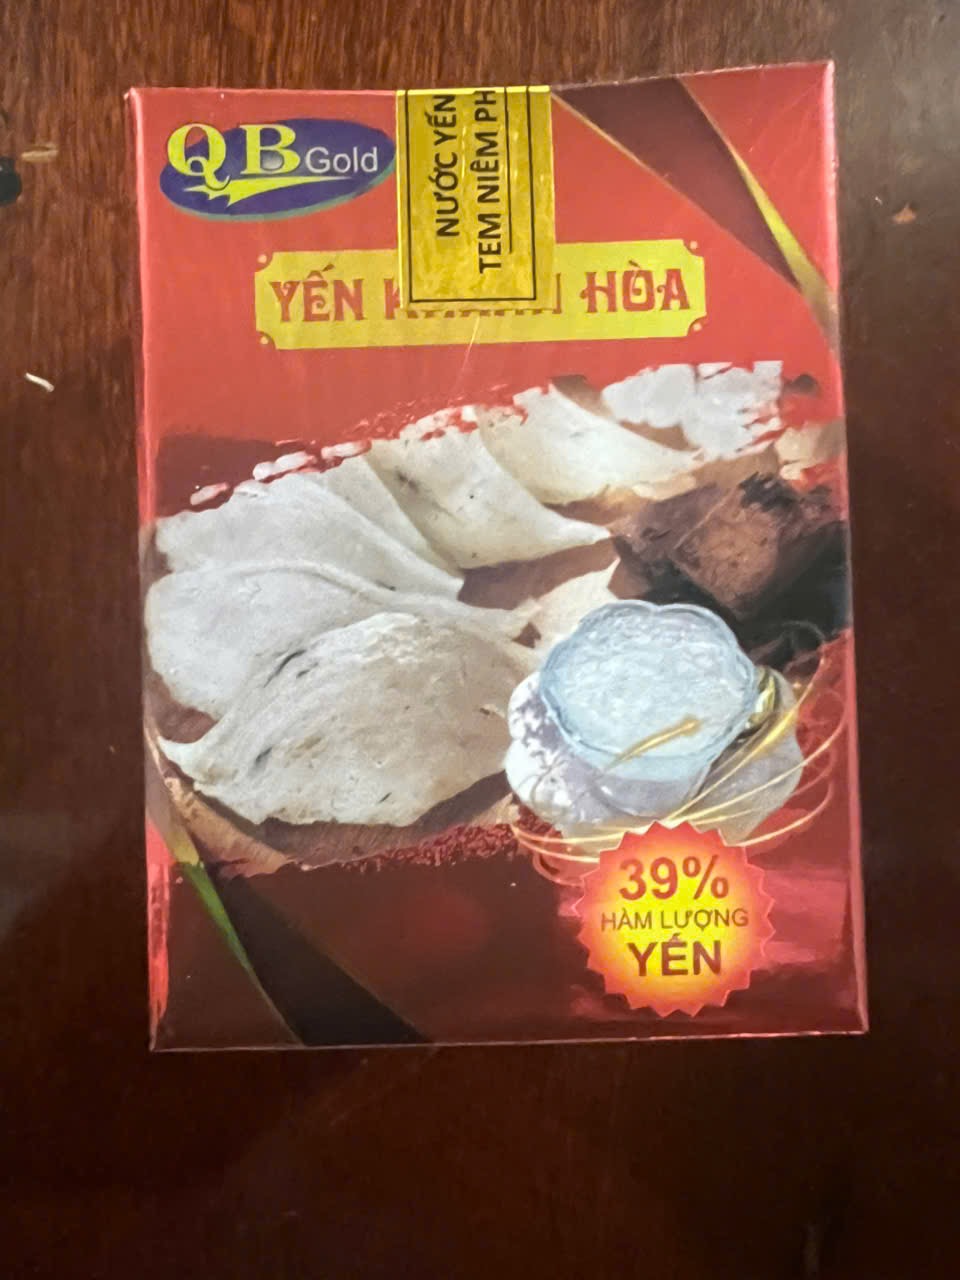 QB Gold
NƯỚC YẾN
TEM NIÊM PH
YẾN HÒA
39%
HÀM LƯỢNG
YẾN